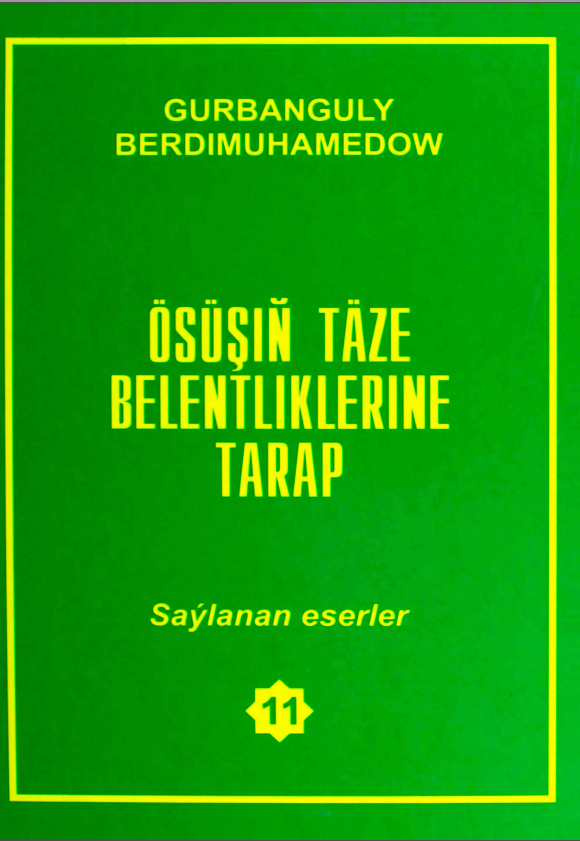 GURBANGULY
BERDIMUHAMEDOW
ÖSÜŞIŇ TÄZE
BELENTLIKLERINE
TARAP
Saýlanan eserler
11